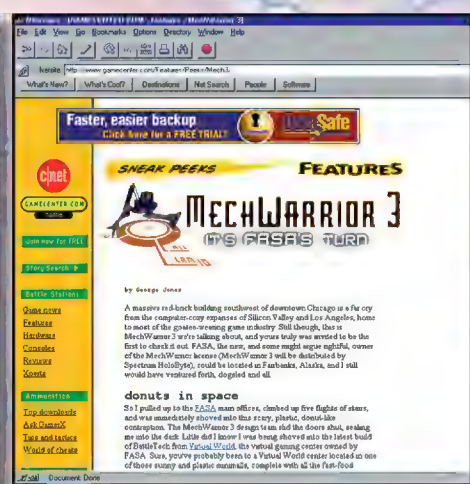 [GAMECENTER.COM - Features - MechWarrior 3]
File Edit View Go Bookmarks Options Directory Window Help
Netsite http://www.gamecenter.com/Features/Peeks/Mech3
What's New? What's Cool? Destinations Net Search People Software
Faster, easier backup
Click here for a FREE TRIAL!
Safe
c|net
GAMECENTER.COM
home
Join now for FREE
Story Search
Battle Stations
Game news
Features
Hardware
Consoles
Reviews
Xperts
Ammunition
Top downloads
Ask GamerX
Tips and tactics
World of cheats
SNEAK PEEKS
FEATURES
MECHWARRIOR 3
IT'S FASA'S TURN
by George Jones
A massive red-brick building southwest of downtown Chicago is a far cry
from the computer-cozy expanses of Silicon Valley and Los Angeles, home
to most of the goatee-wearing game industry. Still though, this is
MechWarrior 3 we're talking about, and yours truly was invited to be the
first to check it out. FASA, the new, and some might argue rightful, owner
of the MechWarrior license (MechWarrior 3 will be distributed by
Spectrum HoloByte), could be located in Fairbanks, Alaska, and I still
would have ventured forth, dogsled and all.
donuts in space
So I pulled up to the FASA main offices, climbed up five flights of stairs,
and was immediately shoved into this scary, plastic, donut-like
contraption. The MechWarrior 3 design team slid the doors shut, sealing
me into the dark. Little did I know I was being shoved into the latest build
of BattleTech from Virtual World, the virtual gaming center owned by
FASA. Sure, you've probably been to a Virtual World center located in one
of those sunny and plastic minimalls, complete with all the fast-food
Document: Done